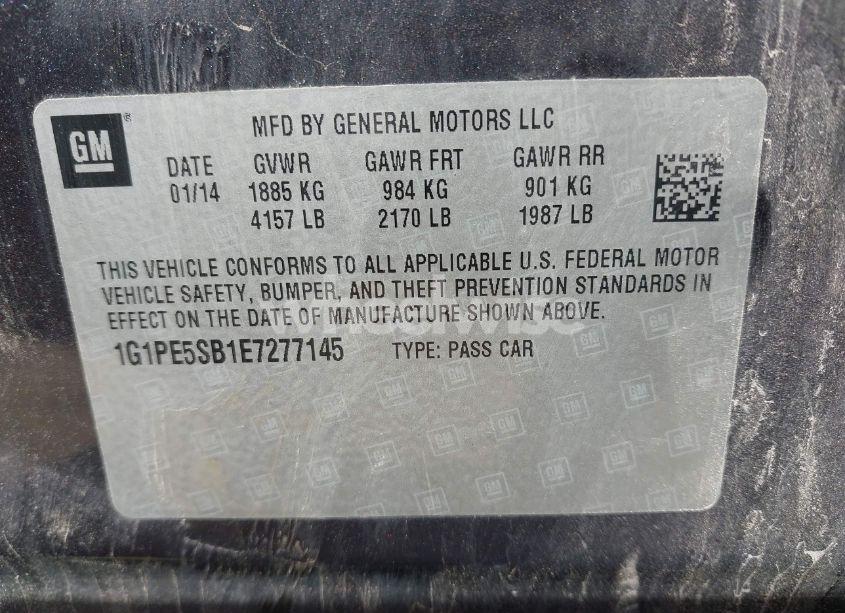 GM ®
MFD BY GENERAL MOTORS LLC
DATE GVWR GAWR FRT GAWR RR
01/14 1885 KG 984 KG 901 KG
4157 LB 2170 LB 1987 LB
THIS VEHICLE CONFORMS TO ALL APPLICABLE U.S. FEDERAL MOTOR
VEHICLE SAFETY, BUMPER, AND THEFT PREVENTION STANDARDS IN
EFFECT ON THE DATE OF MANUFACTURE SHOWN ABOVE.
1G1PE5SB1E7277145 TYPE: PASS CAR